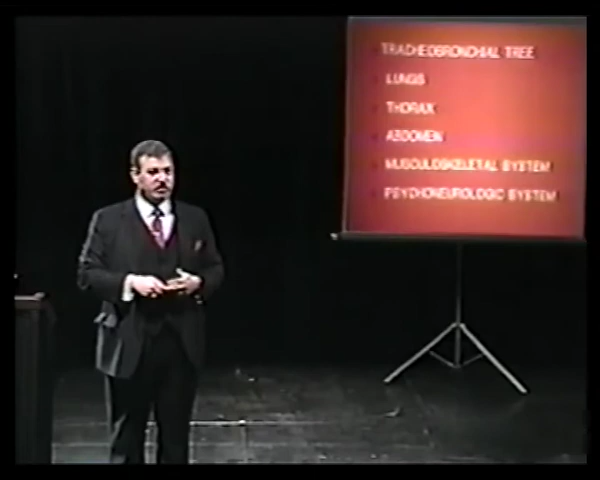 TRACHEOBRONCHIAL TREE
LUNGS
THORAX
ABDOMEN
MUSCULOSKELETAL SYSTEM
PSYCHONEUROLOGIC SYSTEM